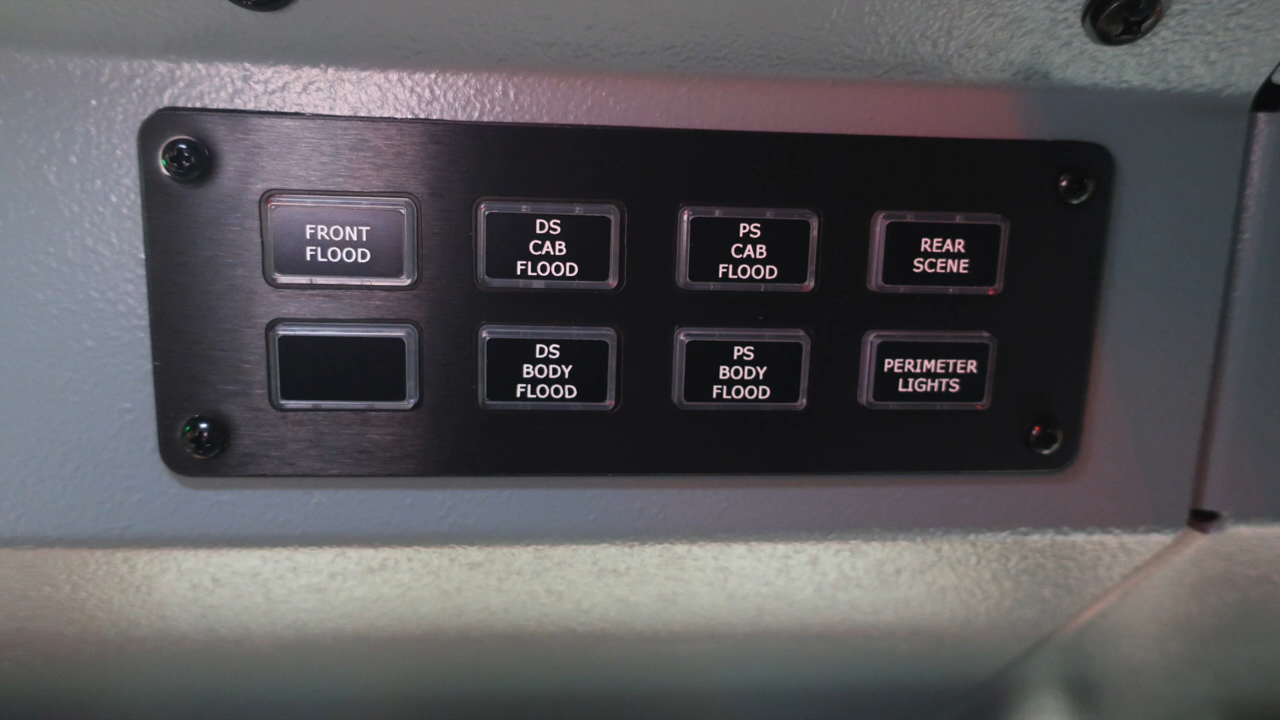 FRONT
FLOOD
DS
CAB
FLOOD
PS
CAB
FLOOD
REAR
SCENE
DS
BODY
FLOOD
PS
BODY
FLOOD
PERIMETER
LIGHTS